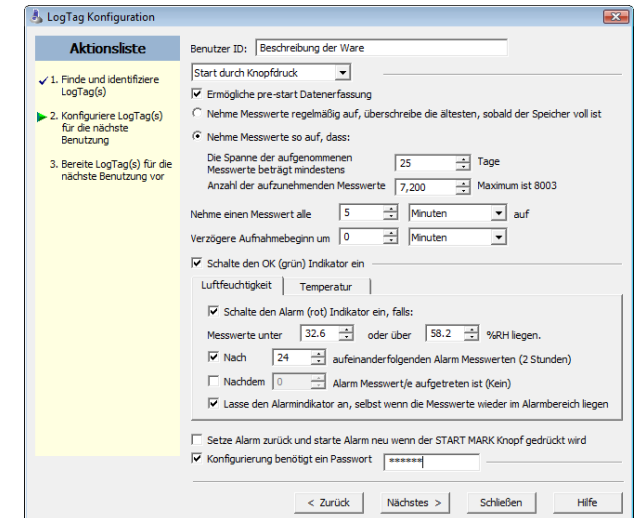 LogTag Konfiguration
Aktionsliste
1. Finde und identifiziere
LogTag(s)
2. Konfiguriere LogTag(s)
für die nächste
Benutzung
3. Bereite LogTag(s) für die
nächste Benutzung vor
Benutzer ID: Beschreibung der Ware
Start durch Knopfdruck
Ermögliche pre-start Datenerfassung
Nehme Messwerte regelmäßig auf, überschreibe die ältesten, sobald der Speicher voll ist
Nehme Messwerte so auf, dass:
Die Spanne der aufgenommenen
Messwerte beträgt mindestens 25 Tage
Anzahl der aufzunehmenden Messwerte 7,200 Maximum ist 8003
Nehme einen Messwert alle 5 Minuten auf
Verzögere Aufnahmebeginn um 0 Minuten
Schalte den OK (grün) Indikator ein
Luftfeuchtigkeit Temperatur
Schalte den Alarm (rot) Indikator ein, falls:
Messwerte unter 32.6 oder über 58.2 %RH liegen.
Nach 24 aufeinanderfolgenden Alarm Messwerten (2 Stunden)
Nachdem 0 Alarm Messwert/e aufgetreten ist (Kein)
Lasse den Alarmindikator an, selbst wenn die Messwerte wieder im Alarmbereich liegen
Setze Alarm zurück und starte Alarm neu wenn der START MARK Knopf gedrückt wird
Konfigurierung benötigt ein Passwort ******
< Zurück Nächstes > Schließen Hilfe